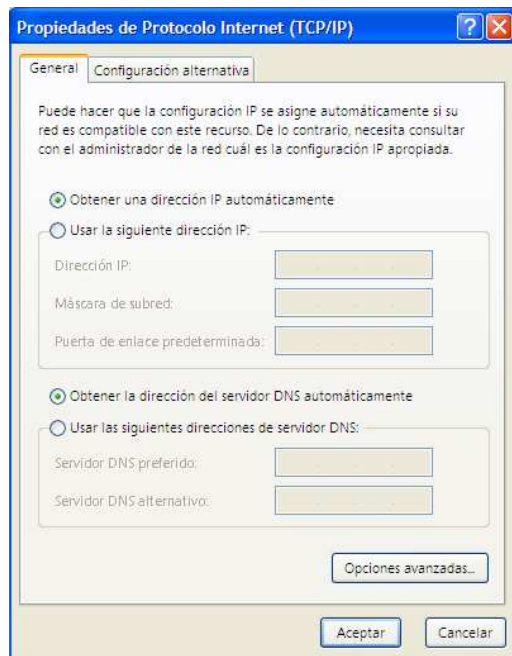 Propiedades de Protocolo Internet (TCP/IP)
General
Configuración alternativa
Puede hacer que la configuración IP se asigne automáticamente si su
red es compatible con este recurso. De lo contrario, necesita consultar
con el administrador de la red cuál es la configuración IP apropiada.
Obtener una dirección IP automáticamente
Usar la siguiente dirección IP:
Dirección IP:
Máscara de subred:
Puerta de enlace predeterminada:
Obtener la dirección del servidor DNS automáticamente
Usar las siguientes direcciones de servidor DNS:
Servidor DNS preferido:
Servidor DNS alternativo:
Opciones avanzadas...
Aceptar
Cancelar